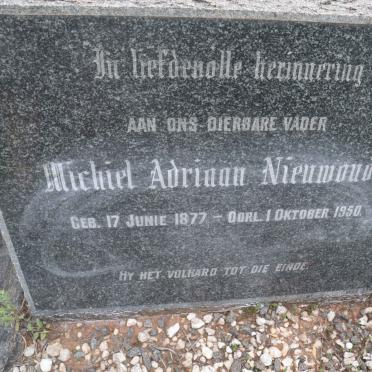 In liefdevolle herinnering
AAN ONS DIERBARE VADER
Michiel Adriaan
GEB. 17 JUNIE 1877 — OORL. 1 OKTOBER 1950.
HY HET VOLHARD TOT DIE EINDE.